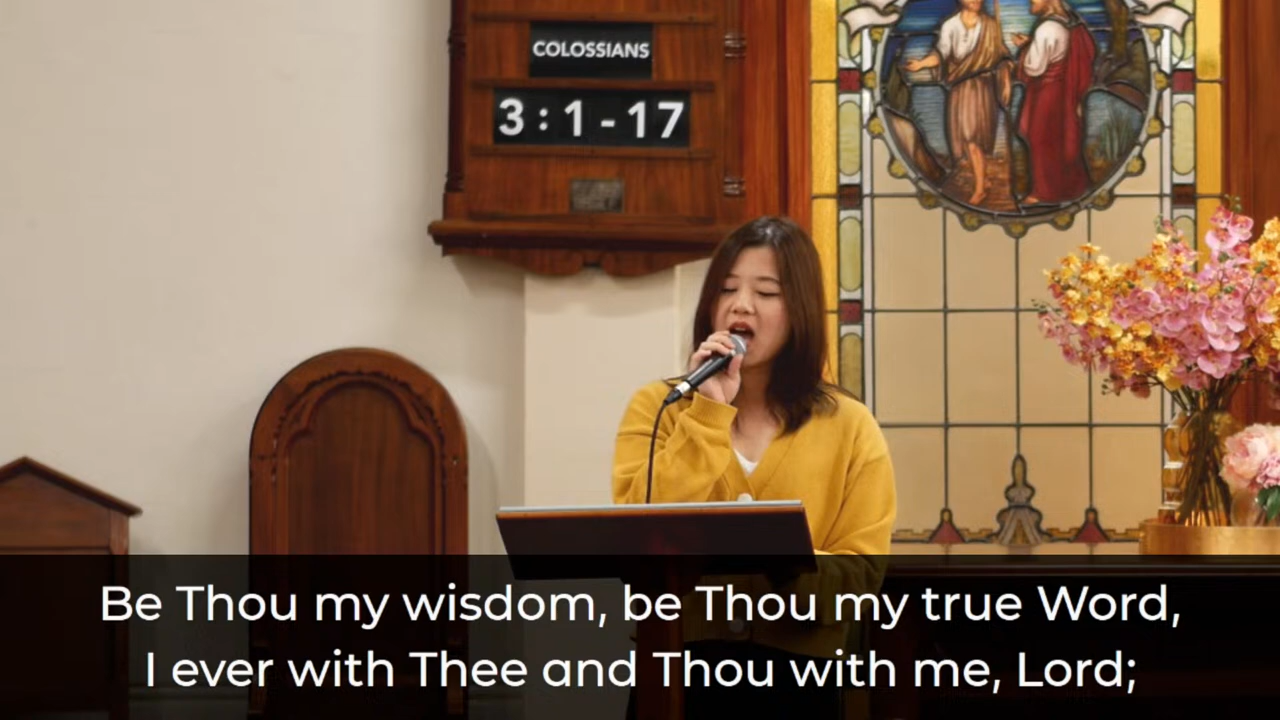 COLOSSIANS
3:1-17
Be Thou my wisdom, be Thou my true Word,
I ever with Thee and Thou with me, Lord;